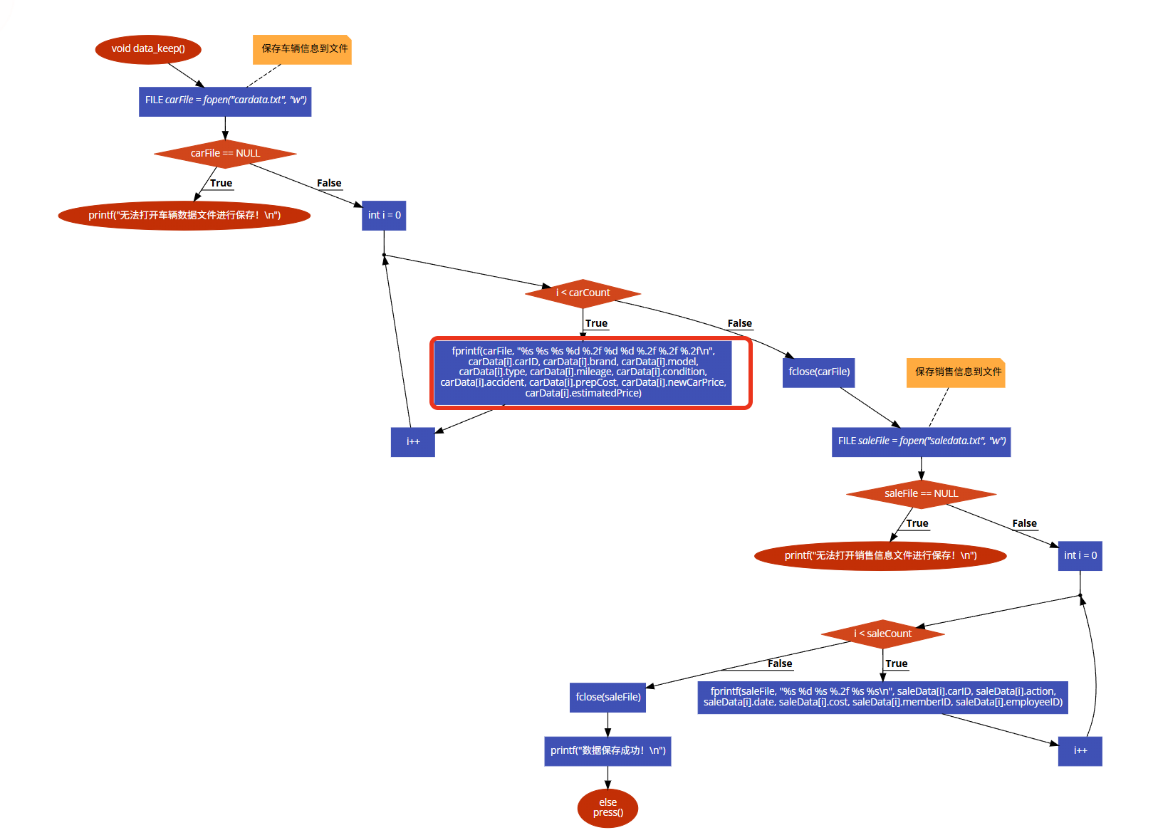 void data_keep()
保存车辆信息到文件
FILE carFile = fopen("cardata.txt", "w")
carFile == NULL
True
False
printf("无法打开车辆数据文件进行保存！\n")
int i = 0
i < carCount
True
False
fprintf(carFile, "%s %s %s %d %.2f %d %d %.2f %.2f %.2f\n",
carData[i].carID, carData[i].brand, carData[i].model,
carData[i].type, carData[i].mileage, carData[i].condition,
carData[i].accident, carData[i].prepCost, carData[i].newCarPrice,
carData[i].estimatedPrice)
i++
fclose(carFile)
保存销售信息到文件
FILE saleFile = fopen("saledata.txt", "w")
saleFile == NULL
True
False
printf("无法打开销售信息文件进行保存！\n")
int i = 0
i < saleCount
False
True
fclose(saleFile)
fprintf(saleFile, "%s %d %s %.2f %s %s\n", saleData[i].carID, saleData[i].action,
saleData[i].date, saleData[i].cost, saleData[i].memberID, saleData[i].employeeID)
printf("数据保存成功！\n")
i++
else
press()